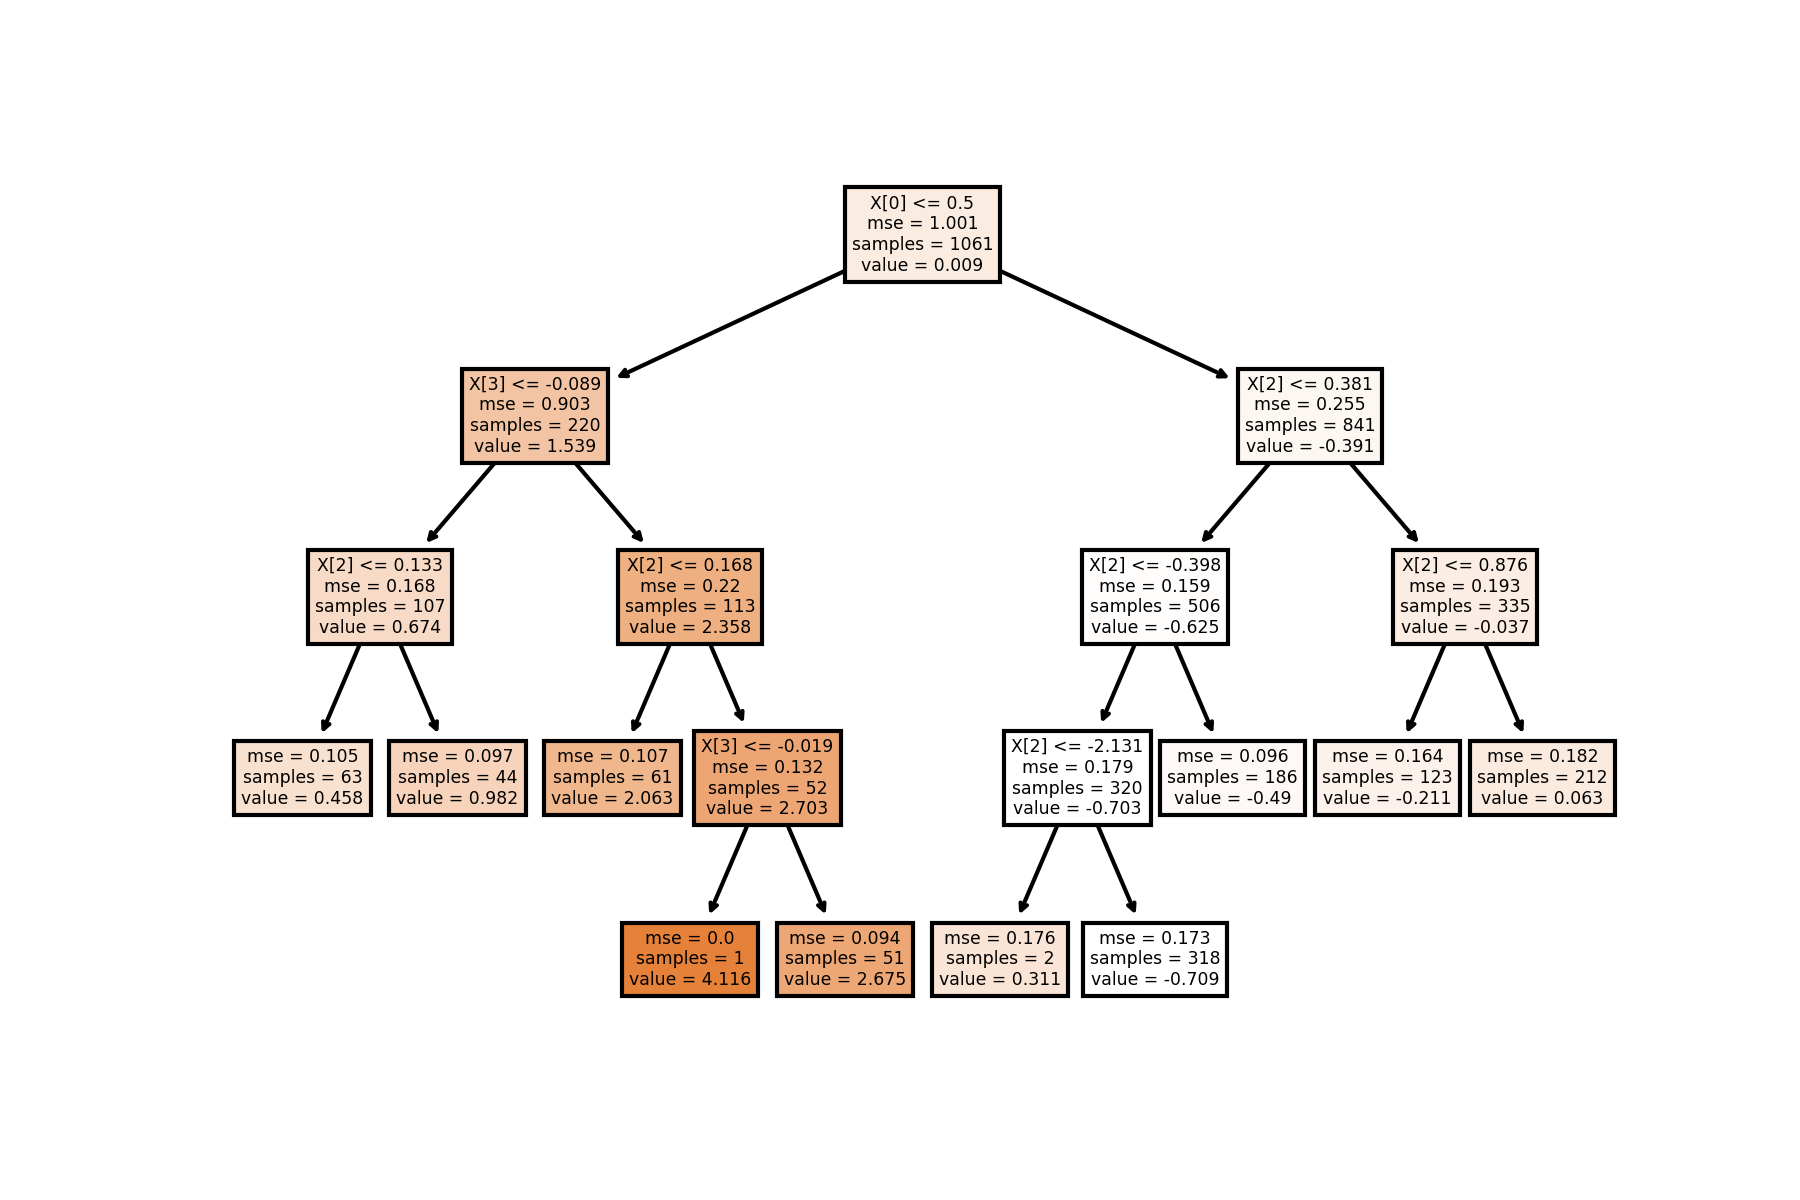 X[0] <= 0.5
mse = 1.001
samples = 1061
value = 0.009
X[3] <= -0.089
mse = 0.903
samples = 220
value = 1.539
X[2] <= 0.381
mse = 0.255
samples = 841
value = -0.391
X[2] <= 0.133
mse = 0.168
samples = 107
value = 0.674
X[2] <= 0.168
mse = 0.22
samples = 113
value = 2.358
X[2] <= -0.398
mse = 0.159
samples = 506
value = -0.625
X[2] <= 0.876
mse = 0.193
samples = 335
value = -0.037
mse = 0.105
samples = 63
value = 0.458
mse = 0.097
samples = 44
value = 0.982
mse = 0.107
samples = 61
value = 2.063
X[3] <= -0.019
mse = 0.132
samples = 52
value = 2.703
X[2] <= -2.131
mse = 0.179
samples = 320
value = -0.703
mse = 0.096
samples = 186
value = -0.49
mse = 0.164
samples = 123
value = -0.211
mse = 0.182
samples = 212
value = 0.063
mse = 0.0
samples = 1
value = 4.116
mse = 0.094
samples = 51
value = 2.675
mse = 0.176
samples = 2
value = 0.311
mse = 0.173
samples = 318
value = -0.709